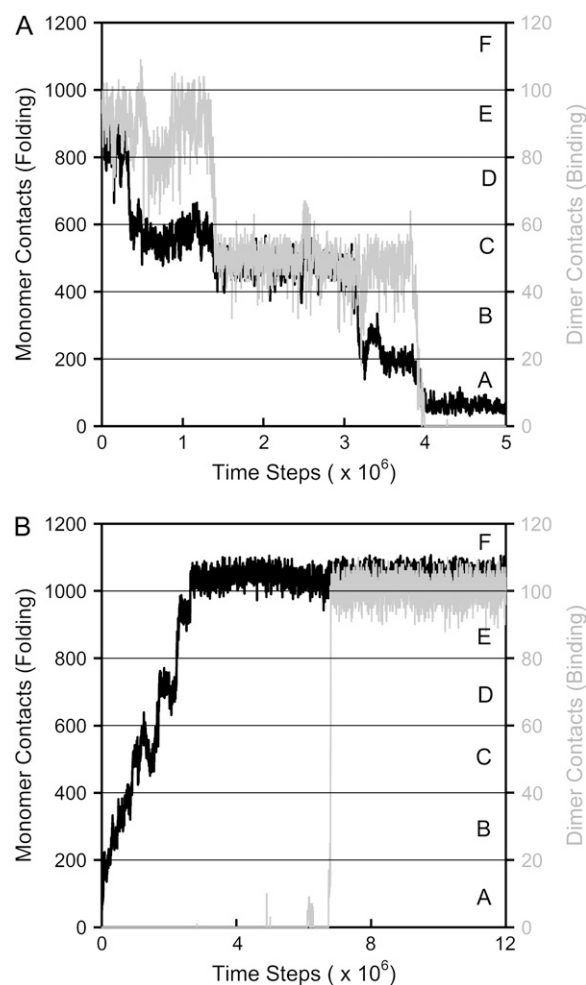 A
1200
1000
800
600
400
200
0
Monomer Contacts (Folding)
F
E
D
C
B
A
120
100
80
60
40
20
0
Dimer Contacts (Binding)
0 1 2 3 4 5
Time Steps ( x 10⁶)
B
1200
1000
800
600
400
200
0
Monomer Contacts (Folding)
F
E
D
C
B
A
120
100
80
60
40
20
0
Dimer Contacts (Binding)
0 4 8 12
Time Steps ( x 10⁶)